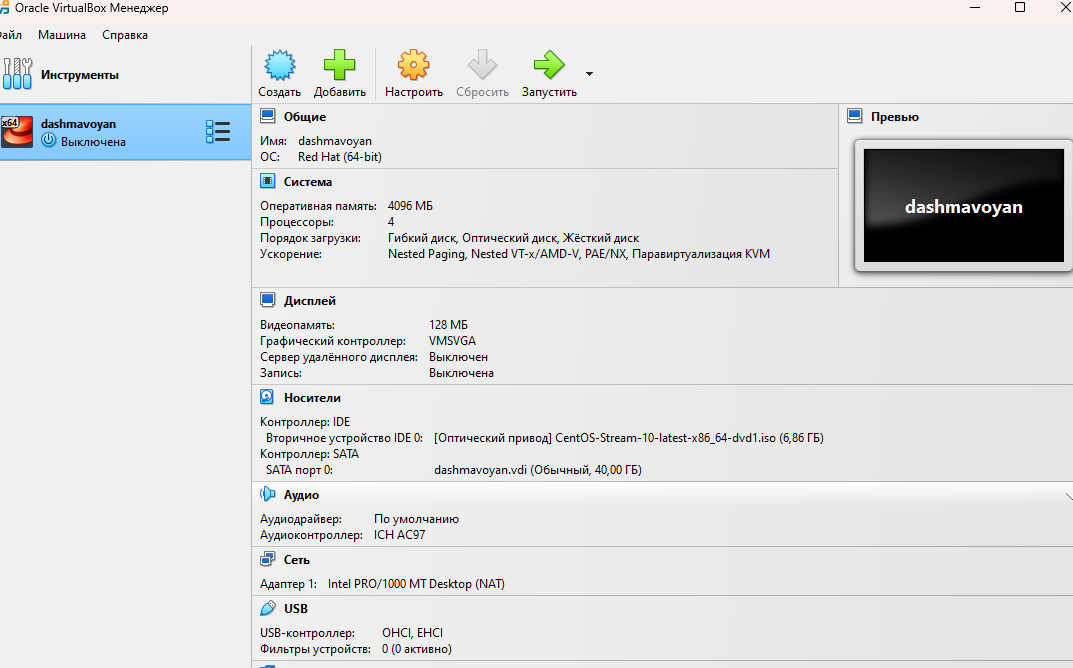 Oracle VirtualBox Менеджер
айл Машина Справка
Инструменты
x64
dashmavoyan
Выключена
Создать Добавить Настроить Сбросить Запустить
Общие
Имя: dashmavoyan
ОС: Red Hat (64-bit)
Система
Оперативная память: 4096 МБ
Процессоры: 4
Порядок загрузки: Гибкий диск, Оптический диск, Жёсткий диск
Ускорение: Nested Paging, Nested VT-x/AMD-V, PAE/NX, Паравиртуализация KVM
Превью
dashmavoyan
Дисплей
Видеопамять: 128 МБ
Графический контроллер: VMSVGA
Сервер удалённого дисплея: Выключен
Запись: Выключена
Носители
Контроллер: IDE
Вторичное устройство IDE 0: [Оптический привод] CentOS-Stream-10-latest-x86_64-dvd1.iso (6,86 ГБ)
Контроллер: SATA
SATA порт 0: dashmavoyan.vdi (Обычный, 40,00 ГБ)
Аудио
Аудиодрайвер: По умолчанию
Аудиоконтроллер: ICH AC97
Сеть
Адаптер 1: Intel PRO/1000 MT Desktop (NAT)
USB
USB-контроллер: OHCI, EHCI
Фильтры устройств: 0 (0 активно)